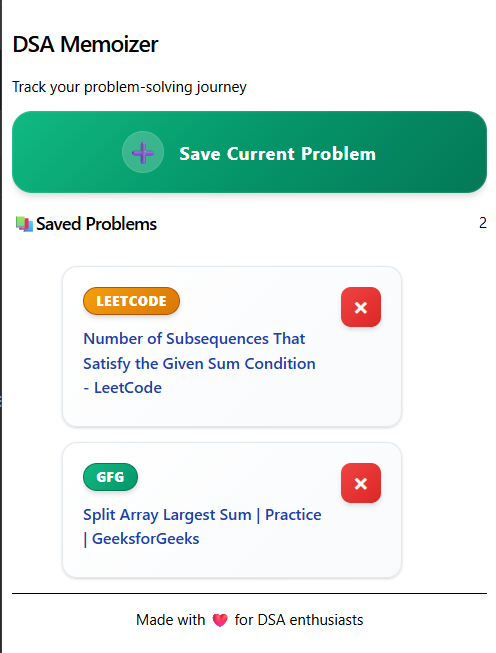 DSA Memoizer
Track your problem-solving journey
➕ Save Current Problem
📚 Saved Problems 2
LEETCODE
Number of Subsequences That
Satisfy the Given Sum Condition
- LeetCode
GFG
Split Array Largest Sum | Practice
| GeeksforGeeks
Made with ❤️ for DSA enthusiasts